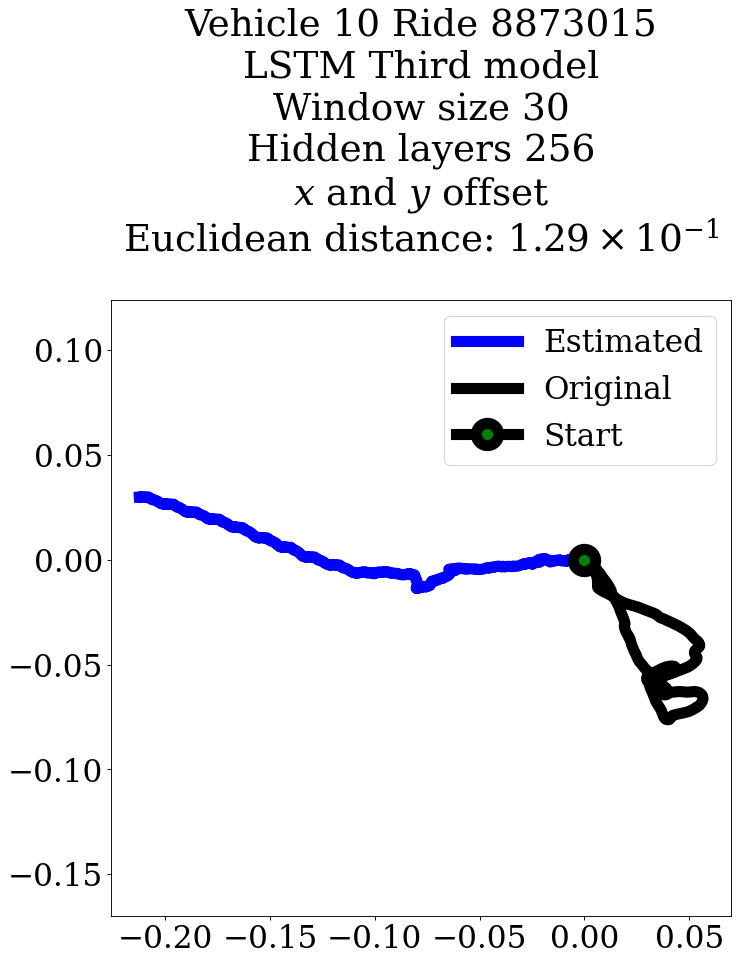 Vehicle 10 Ride 8873015
LSTM Third model
Window size 30
Hidden layers 256
x and y offset
Euclidean distance: 1.29 × 10⁻¹
Estimated
Original
Start
0.10
0.05
0.00
−0.05
−0.10
−0.15
−0.20 −0.15 −0.10 −0.05 0.00 0.05